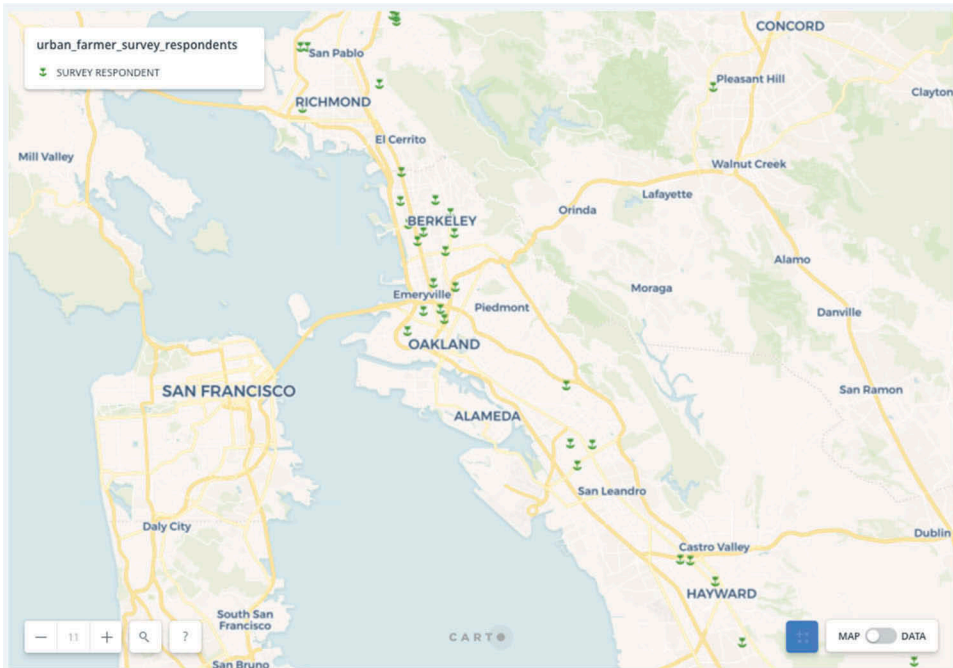 urban_farmer_survey_respondents
SURVEY RESPONDENT
CONCORD
San Pablo
Pleasant Hill
Clayton
RICHMOND
El Cerrito
Mill Valley
Walnut Creek
Lafayette
Orinda
BERKELEY
Alamo
Moraga
Emeryville
Piedmont
Danville
OAKLAND
SAN FRANCISCO
San Ramon
ALAMEDA
San Leandro
Daly City
Dublin
Castro Valley
HAYWARD
South San
Francisco
San Bruno
− 11 + ?
CARTO
MAP DATA